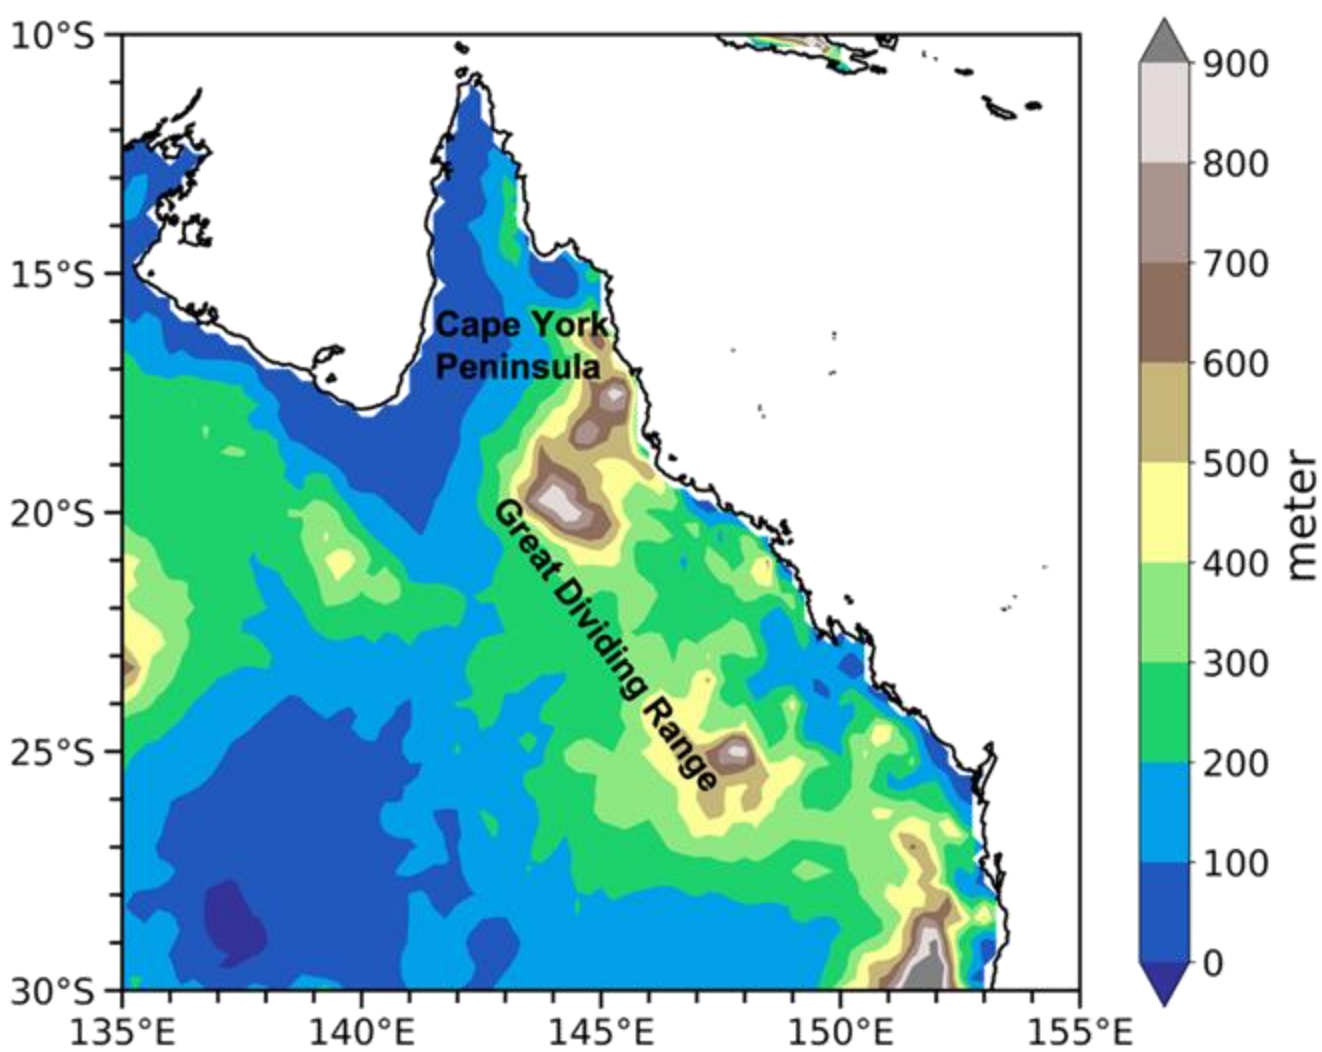 10°S
15°S
20°S
25°S
30°S
135°E
140°E
145°E
150°E
155°E
Cape York
Peninsula
Great Dividing Range
900
800
700
600
500
400
300
200
100
0
meter